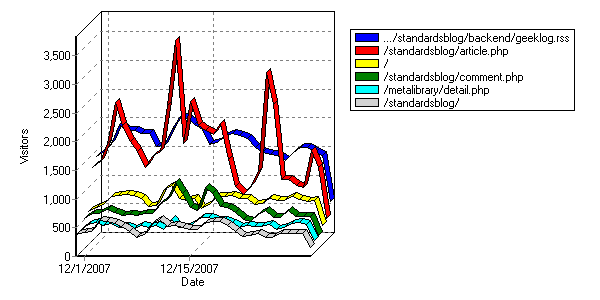 3,500
3,000
2,500
2,000
1,500
1,000
500
0
Visitors
12/1/2007
12/15/2007
Date
.../standardsblog/backend/geeklog.rss
/standardsblog/article.php
/
/standardsblog/comment.php
/metalibrary/detail.php
/standardsblog/